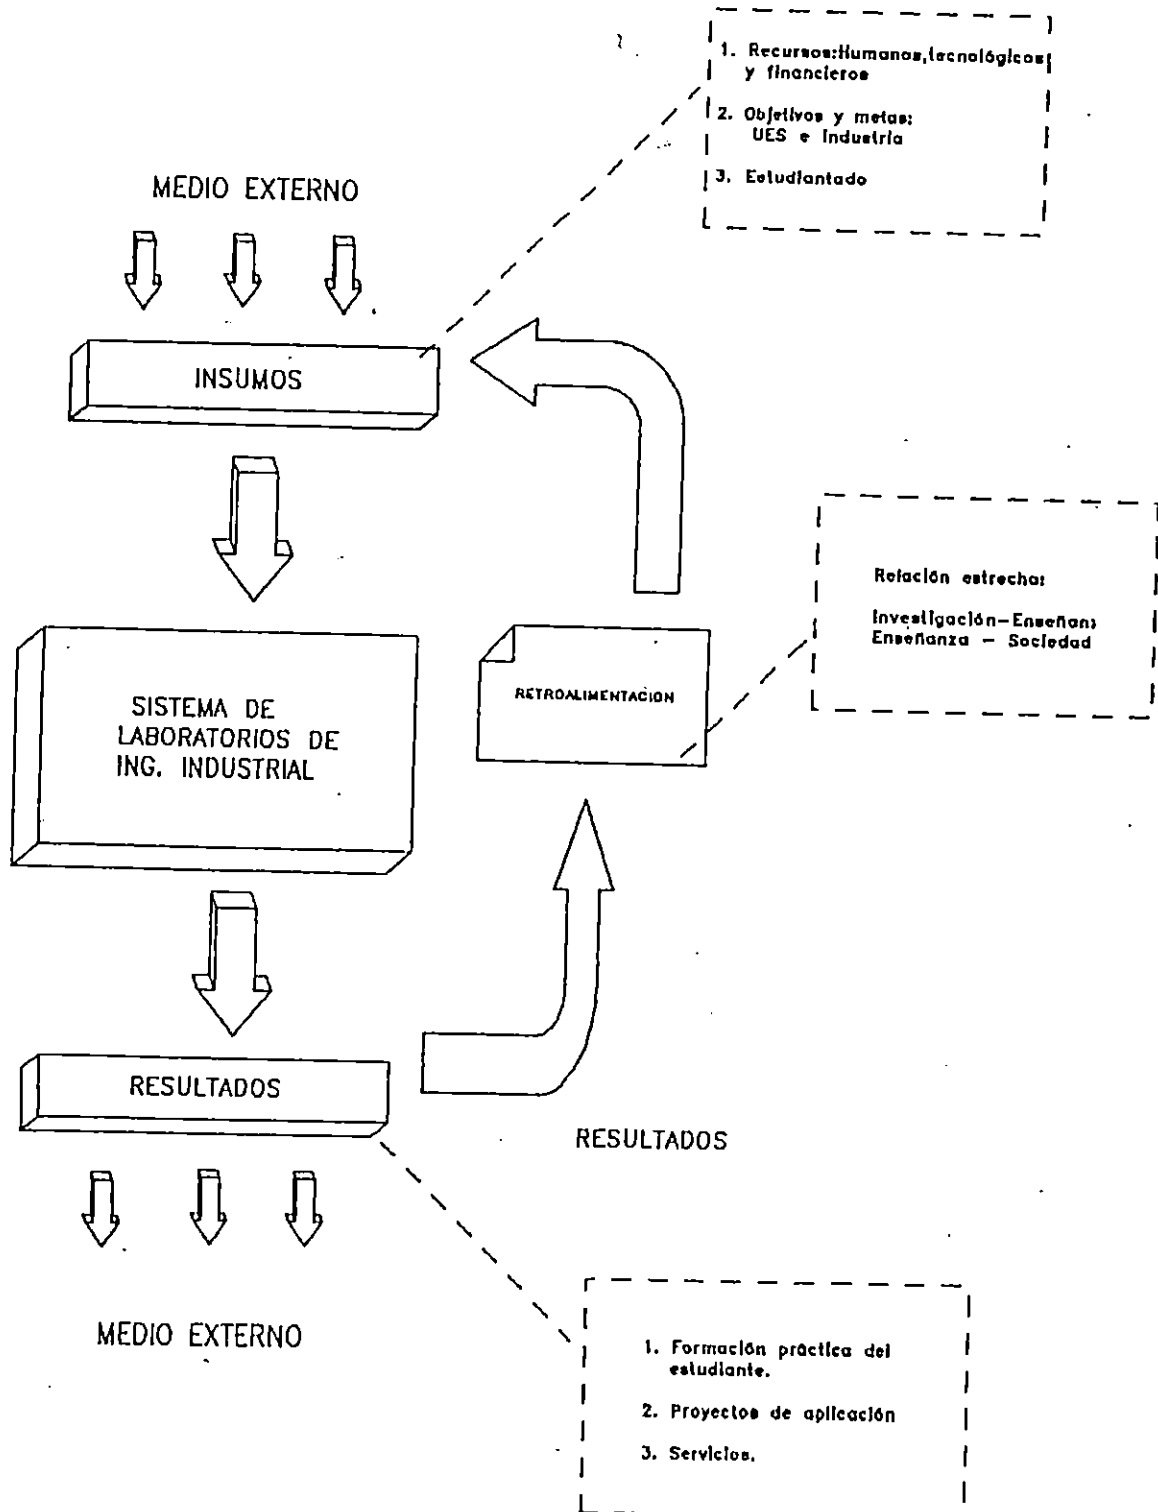 1. Recursos:Humanos,tecnológicos
y financieros
2. Objetivos y metas:
UES e Industria
3. Estudiantado
MEDIO EXTERNO
INSUMOS
Relación estrecha:
Investigación-Enseñan
Enseñanza - Sociedad
RETROALIMENTACION
SISTEMA DE
LABORATORIOS DE
ING. INDUSTRIAL
RESULTADOS
RESULTADOS
MEDIO EXTERNO
1. Formación práctica del
estudiante.
2. Proyectos de aplicación
3. Servicios.